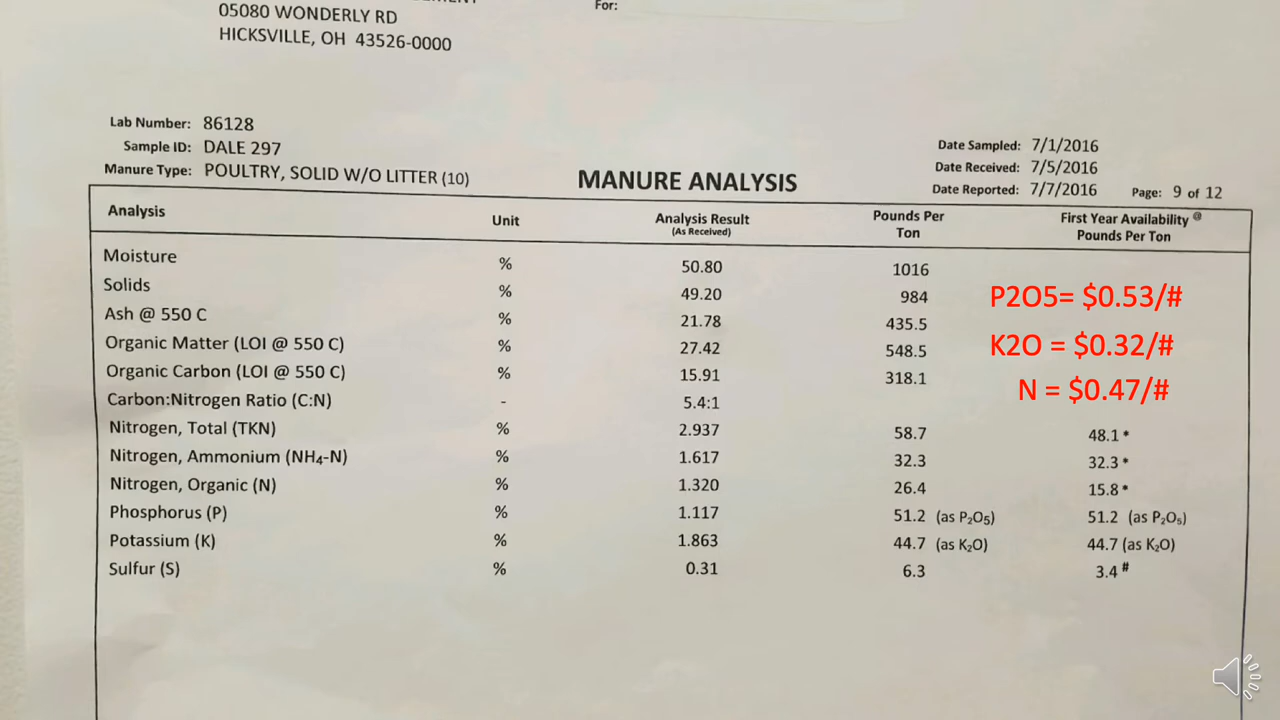 For:
05080 WONDERLY RD
HICKSVILLE, OH 43526-0000
Lab Number: 86128
Sample ID: DALE 297
Manure Type: POULTRY, SOLID W/O LITTER (10)
MANURE ANALYSIS
Date Sampled: 7/1/2016
Date Received: 7/5/2016
Date Reported: 7/7/2016 Page: 9 of 12
Analysis Unit Analysis Result (As Received) Pounds Per Ton First Year Availability @ Pounds Per Ton
Moisture % 50.80 1016
Solids % 49.20 984
Ash @ 550 C % 21.78 435.5
Organic Matter (LOI @ 550 C) % 27.42 548.5
Organic Carbon (LOI @ 550 C) % 15.91 318.1
Carbon:Nitrogen Ratio (C:N) - 5.4:1
Nitrogen, Total (TKN) % 2.937 58.7 48.1 *
Nitrogen, Ammonium (NH₄-N) % 1.617 32.3 32.3 *
Nitrogen, Organic (N) % 1.320 26.4 15.8 *
Phosphorus (P) % 1.117 51.2 (as P₂O₅) 51.2 (as P₂O₅)
Potassium (K) % 1.863 44.7 (as K₂O) 44.7 (as K₂O)
Sulfur (S) % 0.31 6.3 3.4 #
P2O5= $0.53/#
K2O = $0.32/#
N = $0.47/#